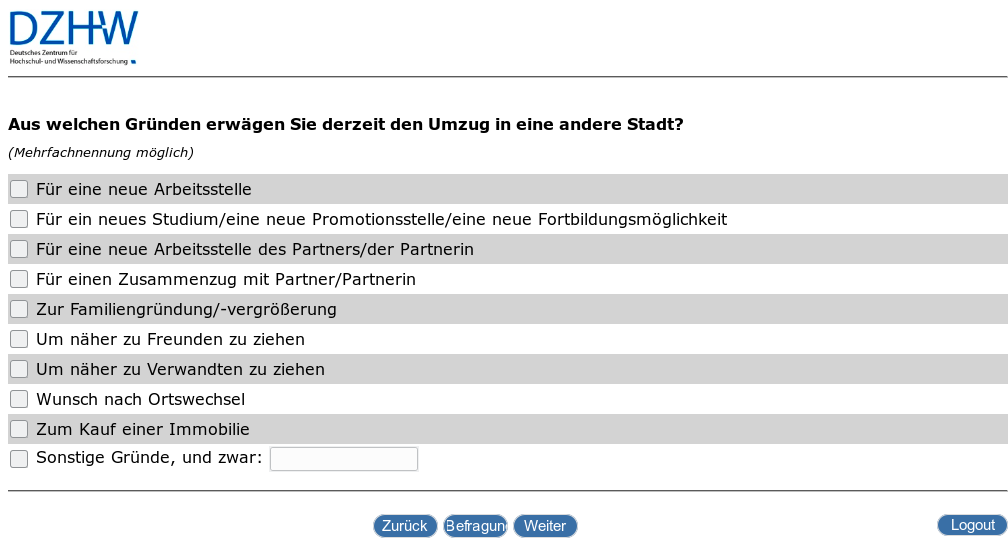 DZHW
Deutsches Zentrum für
Hochschul- und Wissenschaftsforschung
Aus welchen Gründen erwägen Sie derzeit den Umzug in eine andere Stadt?
(Mehrfachnennung möglich)
Für eine neue Arbeitsstelle
Für ein neues Studium/eine neue Promotionsstelle/eine neue Fortbildungsmöglichkeit
Für eine neue Arbeitsstelle des Partners/der Partnerin
Für einen Zusammenzug mit Partner/Partnerin
Zur Familiengründung/-vergrößerung
Um näher zu Freunden zu ziehen
Um näher zu Verwandten zu ziehen
Wunsch nach Ortswechsel
Zum Kauf einer Immobilie
Sonstige Gründe, und zwar:
Zurück Befragung Weiter Logout